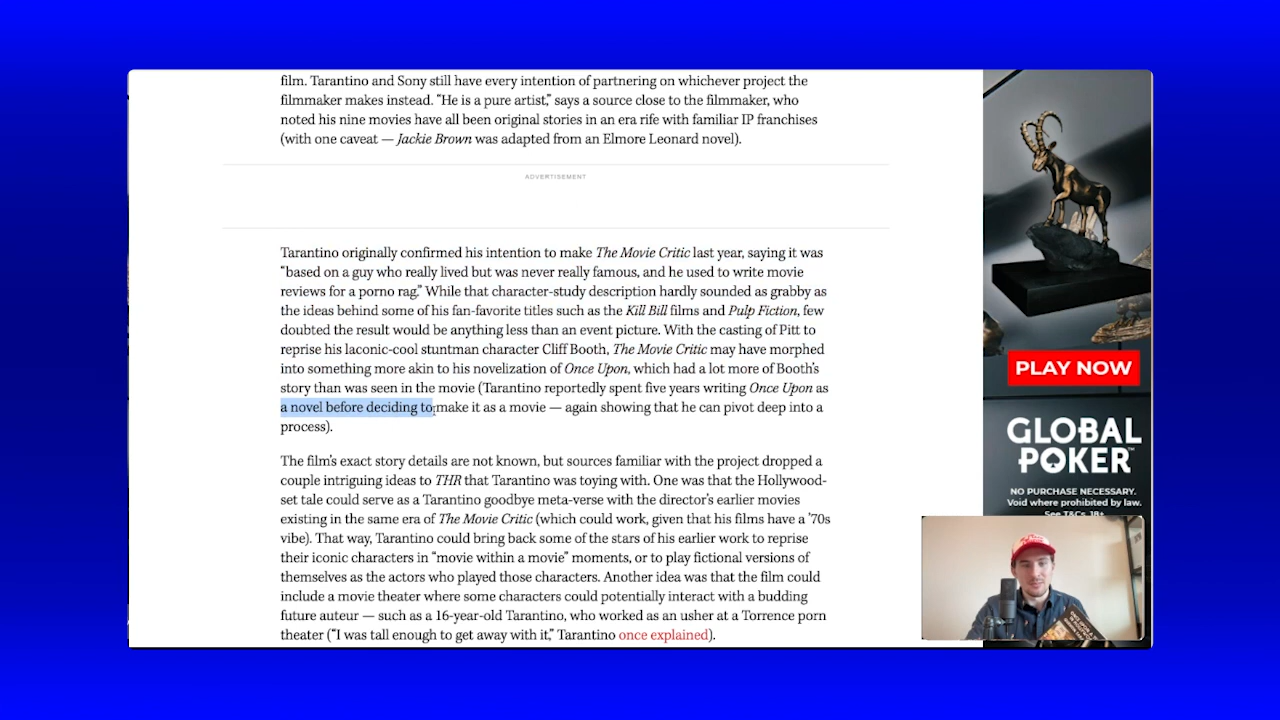 film. Tarantino and Sony still have every intention of partnering on whichever project the
filmmaker makes instead. “He is a pure artist,” says a source close to the filmmaker, who
noted his nine movies have all been original stories in an era rife with familiar IP franchises
(with one caveat — Jackie Brown was adapted from an Elmore Leonard novel).
ADVERTISEMENT
Tarantino originally confirmed his intention to make The Movie Critic last year, saying it was
“based on a guy who really lived but was never really famous, and he used to write movie
reviews for a porno rag.” While that character-study description hardly sounded as grabby as
the ideas behind some of his fan-favorite titles such as the Kill Bill films and Pulp Fiction, few
doubted the result would be anything less than an event picture. With the casting of Pitt to
reprise his laconic-cool stuntman character Cliff Booth, The Movie Critic may have morphed
into something more akin to his novelization of Once Upon, which had a lot more of Booth’s
story than was seen in the movie (Tarantino reportedly spent five years writing Once Upon as
a novel before deciding to make it as a movie — again showing that he can pivot deep into a
process).
The film’s exact story details are not known, but sources familiar with the project dropped a
couple intriguing ideas to THR that Tarantino was toying with. One was that the Hollywood-
set tale could serve as a Tarantino goodbye meta-verse with the director’s earlier movies
existing in the same era of The Movie Critic (which could work, given that his films have a ’70s
vibe). That way, Tarantino could bring back some of the stars of his earlier work to reprise
their iconic characters in “movie within a movie” moments, or to play fictional versions of
themselves as the actors who played those characters. Another idea was that the film could
include a movie theater where some characters could potentially interact with a budding
future auteur — such as a 16-year-old Tarantino, who worked as an usher at a Torrence porn
theater (“I was tall enough to get away with it,” Tarantino once explained).
PLAY NOW
GLOBAL
POKER™
NO PURCHASE NECESSARY.
Void where prohibited by law.
See T&Cs. 18+